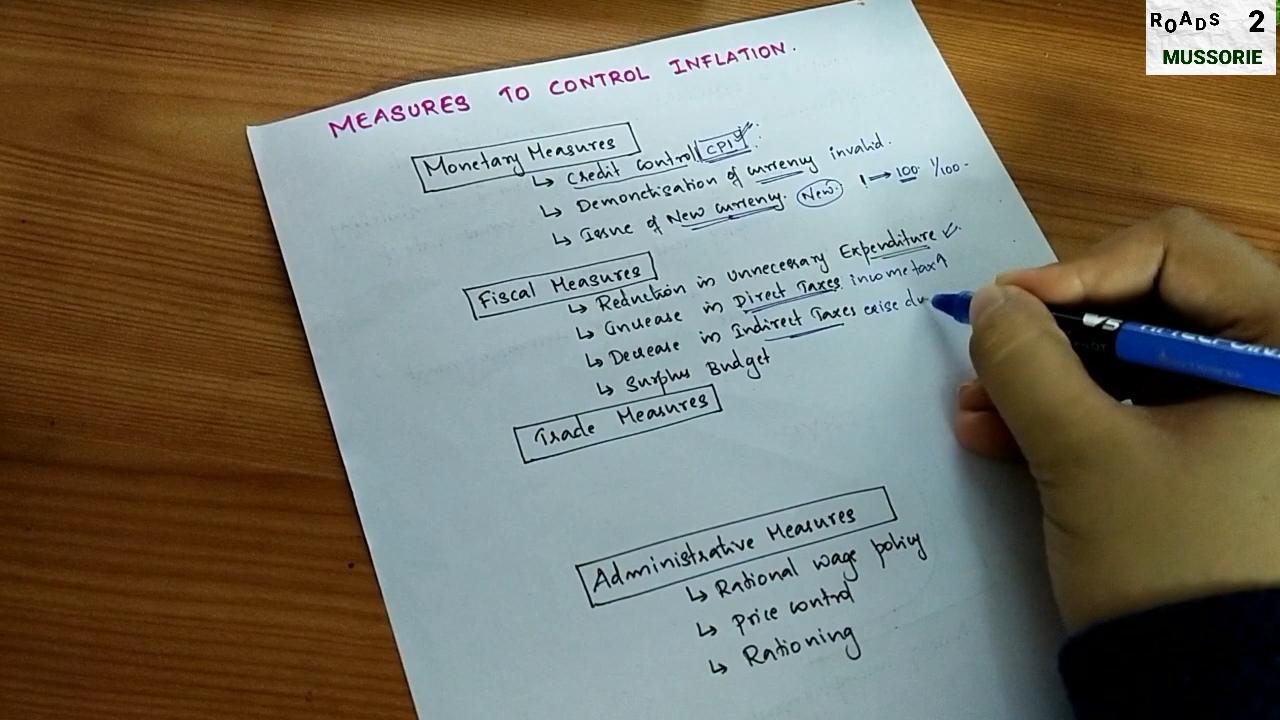 ROADS 2
MUSSORIE
MEASURES TO CONTROL INFLATION.
Monetary Measures
↳ Credit control CPI
↳ Demonetisation of currency invalid.
↳ Issue of New currency. New. 1 → 100 1/100.
Fiscal Measures
↳ Reduction in unnecessary Expenditure ✓
↳ Increase in Direct Taxes. income tax↑
↳ Decrease in Indirect Taxes exise du
↳ Surplus Budget
Trade Measures
Administrative Measures
↳ Rational wage policy
↳ Price control
↳ Rationing